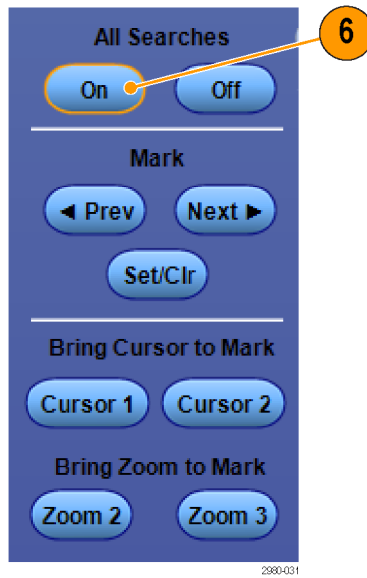 All Searches
6
On Off
Mark
◄ Prev Next ►
Set/Clr
Bring Cursor to Mark
Cursor 1 Cursor 2
Bring Zoom to Mark
Zoom 2 Zoom 3
2980-031